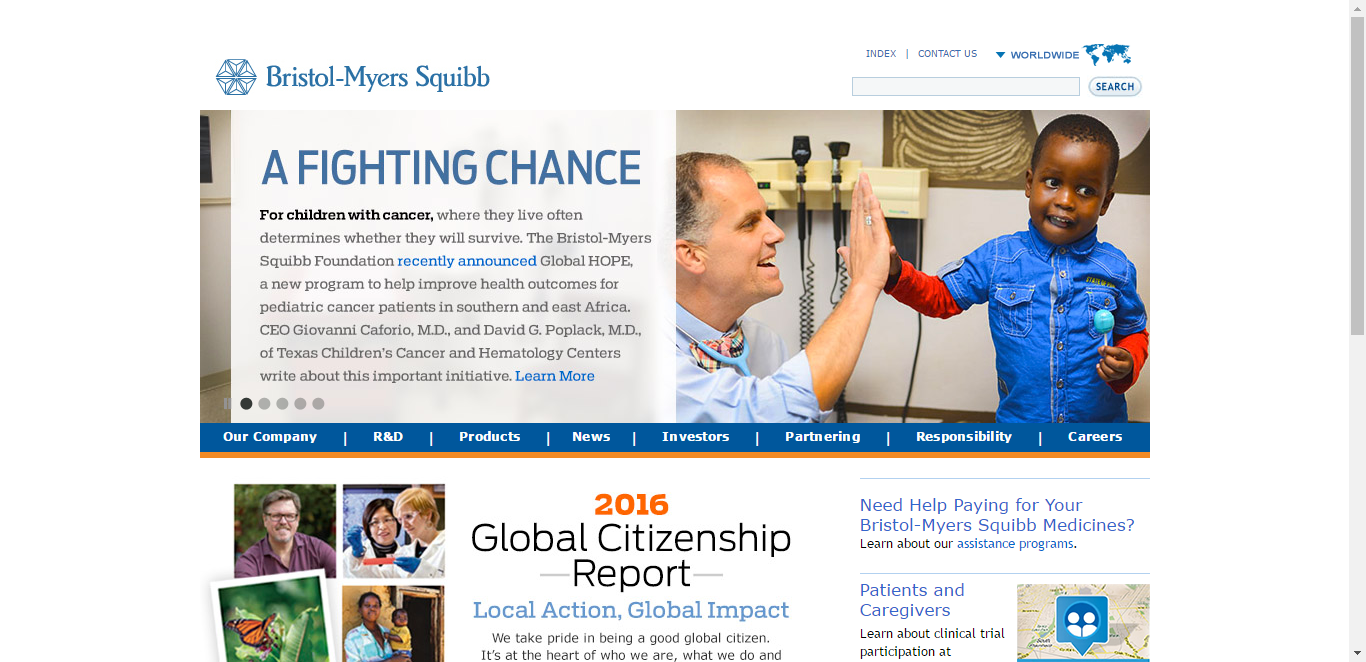 INDEX | CONTACT US WORLDWIDE
Bristol-Myers Squibb
SEARCH
A FIGHTING CHANCE
For children with cancer, where they live often
determines whether they will survive. The Bristol-Myers
Squibb Foundation recently announced Global HOPE,
a new program to help improve health outcomes for
pediatric cancer patients in southern and east Africa.
CEO Giovanni Caforio, M.D., and David G. Poplack, M.D.,
of Texas Children's Cancer and Hematology Centers
write about this important initiative. Learn More
Our Company | R&D | Products | News | Investors | Partnering | Responsibility | Careers
2016
Global Citizenship
Report
Local Action, Global Impact
We take pride in being a good global citizen.
It's at the heart of who we are, what we do and
Need Help Paying for Your
Bristol-Myers Squibb Medicines?
Learn about our assistance programs.
Patients and
Caregivers
Learn about clinical trial
participation at